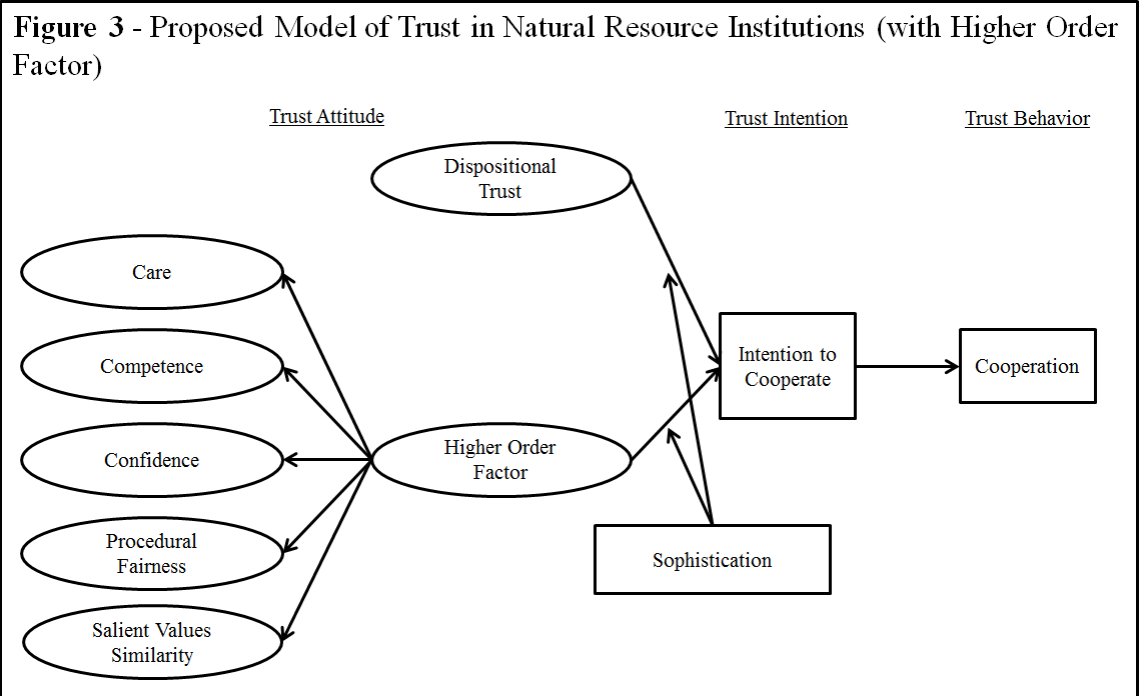 Figure 3 - Proposed Model of Trust in Natural Resource Institutions (with Higher Order
Factor)
Trust Attitude
Trust Intention
Trust Behavior
Dispositional
Trust
Care
Competence
Intention to
Cooperate
Cooperation
Confidence
Higher Order
Factor
Procedural
Fairness
Sophistication
Salient Values
Similarity